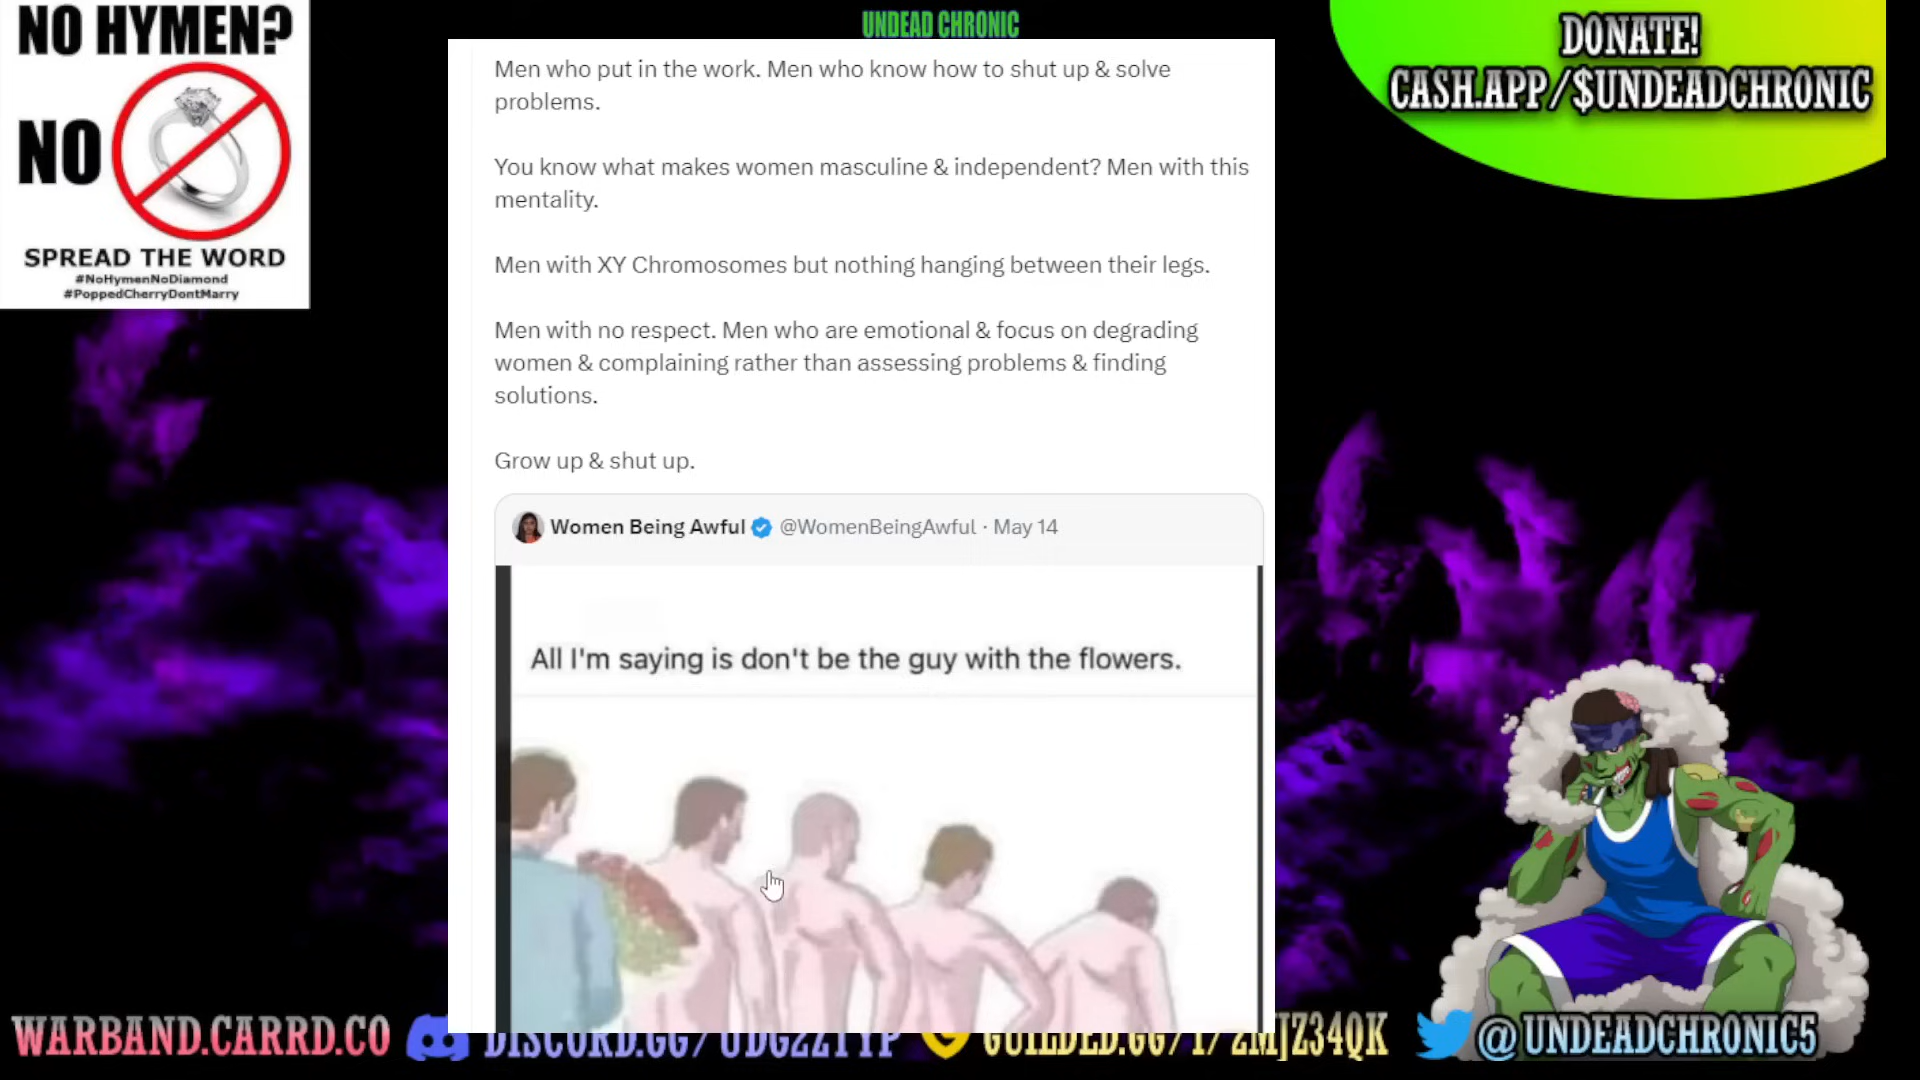 NO HYMEN?
NO
SPREAD THE WORD
#NoHymenNoDiamond
#PoppedCherryDontMarry
UNDEAD CHRONIC
DONATE!
CASH.APP/$UNDEADCHRONIC
Men who put in the work. Men who know how to shut up & solve
problems.
You know what makes women masculine & independent? Men with this
mentality.
Men with XY Chromosomes but nothing hanging between their legs.
Men with no respect. Men who are emotional & focus on degrading
women & complaining rather than assessing problems & finding
solutions.
Grow up & shut up.
Women Being Awful @WomenBeingAwful · May 14
All I'm saying is don't be the guy with the flowers.
WARBAND.CARRD.CO
@UNDEADCHRONIC5